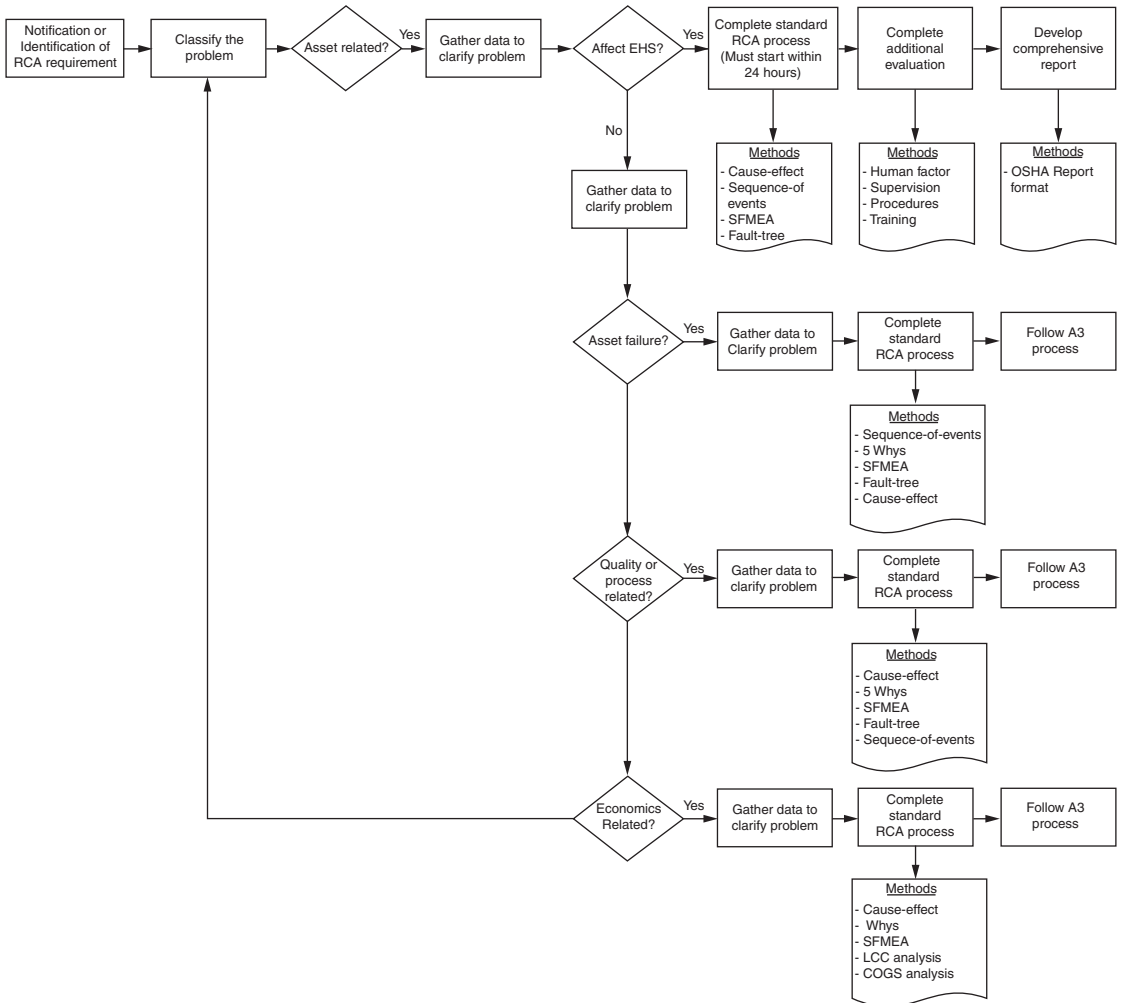 Notification or
Identification of
RCA requirement
Classify the
problem
Asset related?
Yes
Gather data to
clarify problem
Affect EHS?
Yes
Complete standard
RCA process
(Must start within
24 hours)
Complete
additional
evaluation
Develop
comprehensive
report
No
Methods
- Cause-effect
- Sequence-of
events
- SFMEA
- Fault-tree
Methods
- Human factor
- Supervision
- Procedures
- Training
Methods
- OSHA Report
format
Gather data to
clarify problem
Asset failure?
Yes
Gather data to
Clarify problem
Complete
standard
RCA process
Follow A3
process
Methods
- Sequence-of-events
- 5 Whys
- SFMEA
- Fault-tree
- Cause-effect
Quality or
process
related?
Yes
Gather data to
clarify problem
Complete
standard
RCA process
Follow A3
process
Methods
- Cause-effect
- 5 Whys
- SFMEA
- Fault-tree
- Sequece-of-events
Economics
Related?
Yes
Gather data to
clarify problem
Complete
standard
RCA process
Follow A3
process
Methods
- Cause-effect
- Whys
- SFMEA
- LCC analysis
- COGS analysis